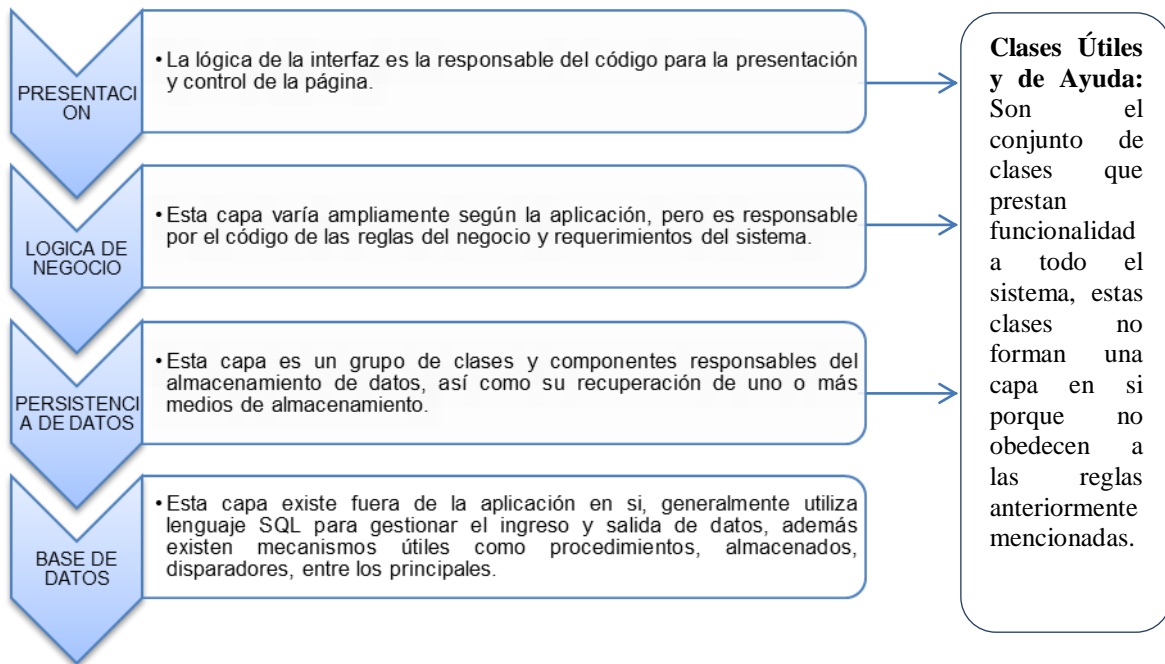 PRESENTACI
ON
• La lógica de la interfaz es la responsable del código para la presentación
y control de la página.
LOGICA DE
NEGOCIO
• Esta capa varía ampliamente según la aplicación, pero es responsable
por el código de las reglas del negocio y requerimientos del sistema.
PERSISTENCI
A DE DATOS
• Esta capa es un grupo de clases y componentes responsables del
almacenamiento de datos, así como su recuperación de uno o más
medios de almacenamiento.
BASE DE
DATOS
• Esta capa existe fuera de la aplicación en si, generalmente utiliza
lenguaje SQL para gestionar el ingreso y salida de datos, además
existen mecanismos útiles como procedimientos, almacenados,
disparadores, entre los principales.
Clases Útiles
y de Ayuda:
Son el
conjunto de
clases que
prestan
funcionalidad
a todo el
sistema, estas
clases no
forman una
capa en si
porque no
obedecen a
las reglas
anteriormente
mencionadas.